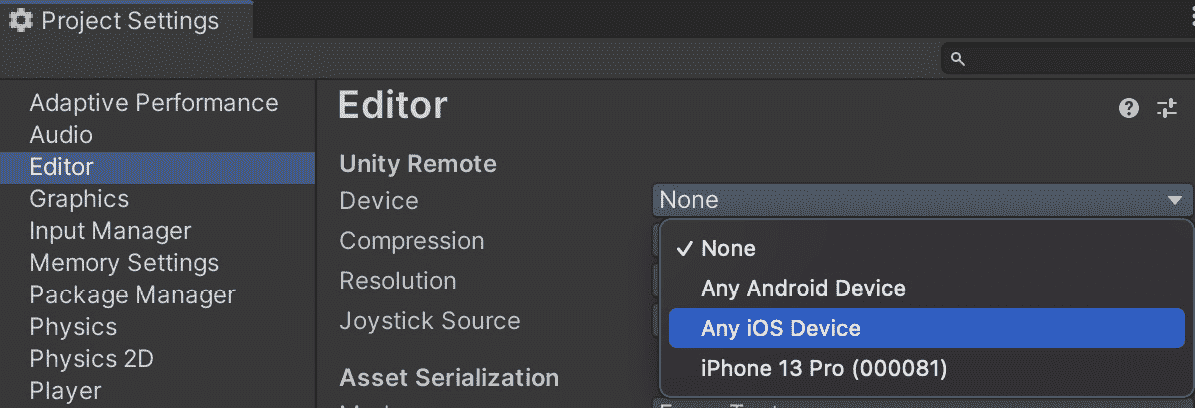 Project Settings
Adaptive Performance
Audio
Editor
Graphics
Input Manager
Memory Settings
Package Manager
Physics
Physics 2D
Player
Editor
Unity Remote
Device
None
Compression
Resolution
Joystick Source
None
Any Android Device
Any iOS Device
iPhone 13 Pro (000081)
Asset Serialization